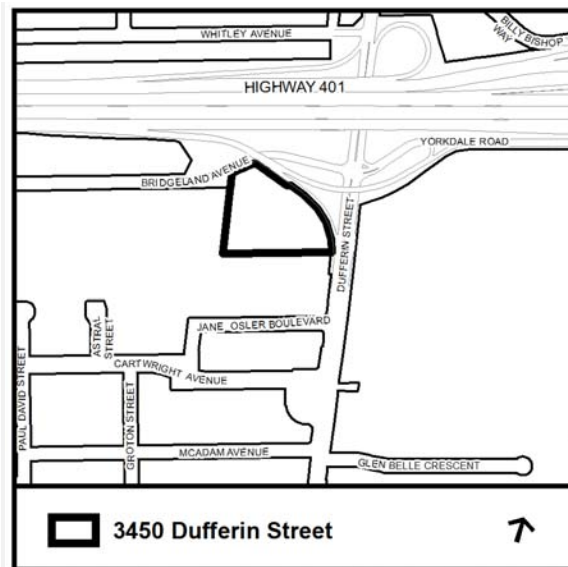 WHITLEY AVENUE
BILLY BISHOP
WAY
HIGHWAY 401
YORKDALE ROAD
BRIDGELAND AVENUE
DUFFERIN STREET
JANE OSLER BOULEVARD
ASTRAL
STREET
CARTWRIGHT AVENUE
PAUL DAVID STREET
GROTON STREET
MCADAM AVENUE
GLEN BELLE CRESCENT
3450 Dufferin Street